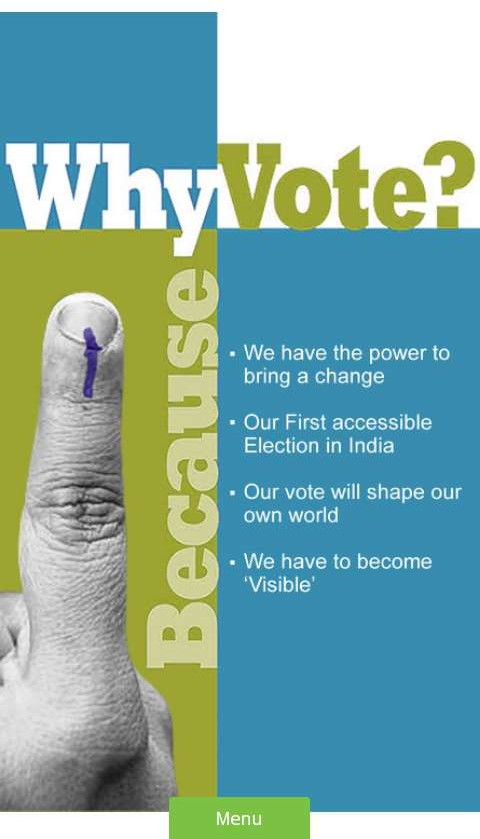 Why Vote?
Because
▪ We have the power to
bring a change
▪ Our First accessible
Election in India
▪ Our vote will shape our
own world
▪ We have to become
‘Visible’
Menu